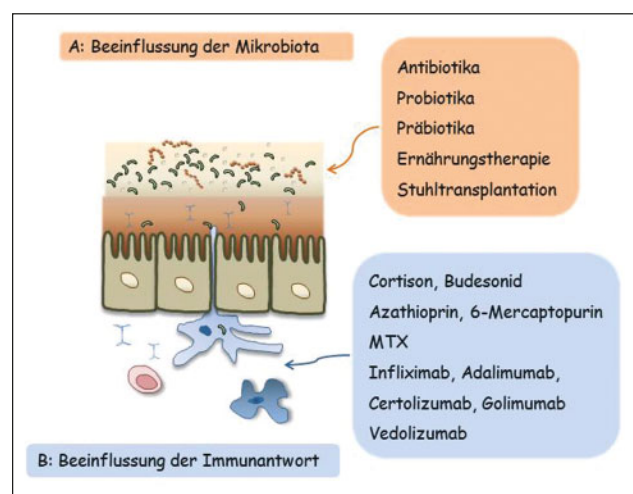 A: Beeinflussung der Mikrobiota
Antibiotika
Probiotika
Präbiotika
Ernährungstherapie
Stuhltransplantation
Cortison, Budesonid
Azathioprin, 6-Mercaptopurin
MTX
Infliximab, Adalimumab,
Certolizumab, Golimumab
Vedolizumab
B: Beeinflussung der Immunantwort